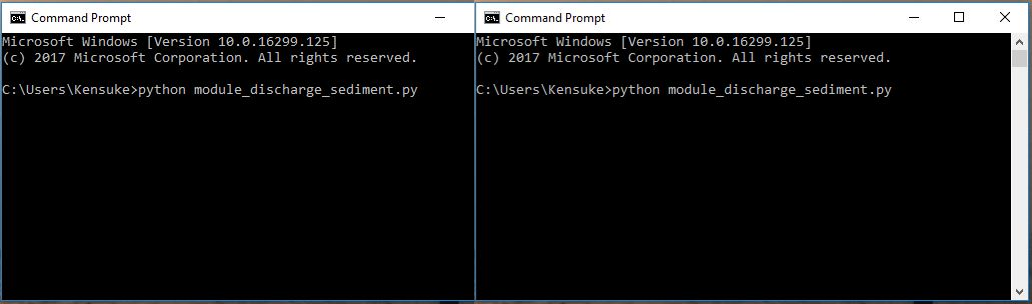 Command Prompt
Microsoft Windows [Version 10.0.16299.125]
(c) 2017 Microsoft Corporation. All rights reserved.
C:\Users\Kensuke>python module_discharge_sediment.py
Command Prompt
Microsoft Windows [Version 10.0.16299.125]
(c) 2017 Microsoft Corporation. All rights reserved.
C:\Users\Kensuke>python module_discharge_sediment.py